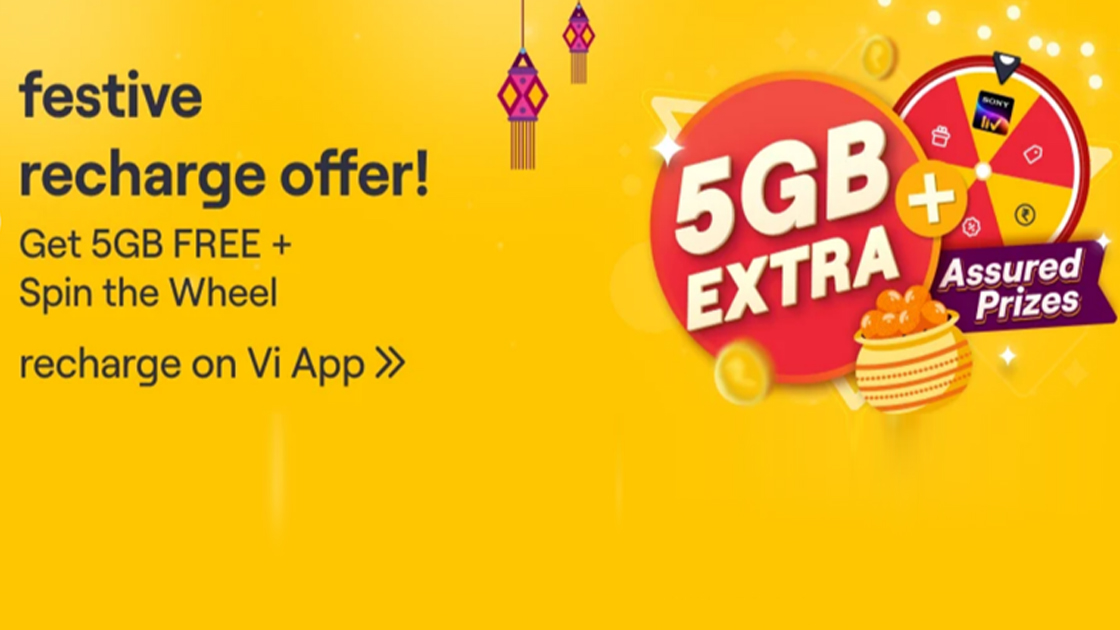 festive
recharge offer!
Get 5GB FREE +
Spin the Wheel
recharge on Vi App >>
5GB
EXTRA
+
SONY
liv
Assured
Prizes